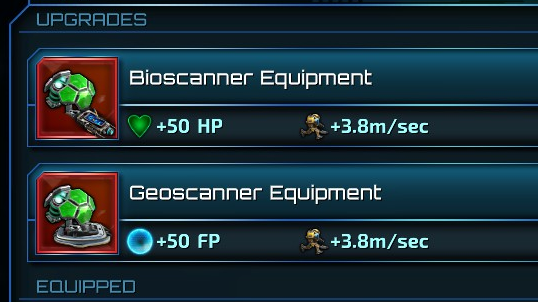 UPGRADES
Bioscanner Equipment
+50 HP +3.8m/sec
Geoscanner Equipment
+50 FP +3.8m/sec
EQUIPPED